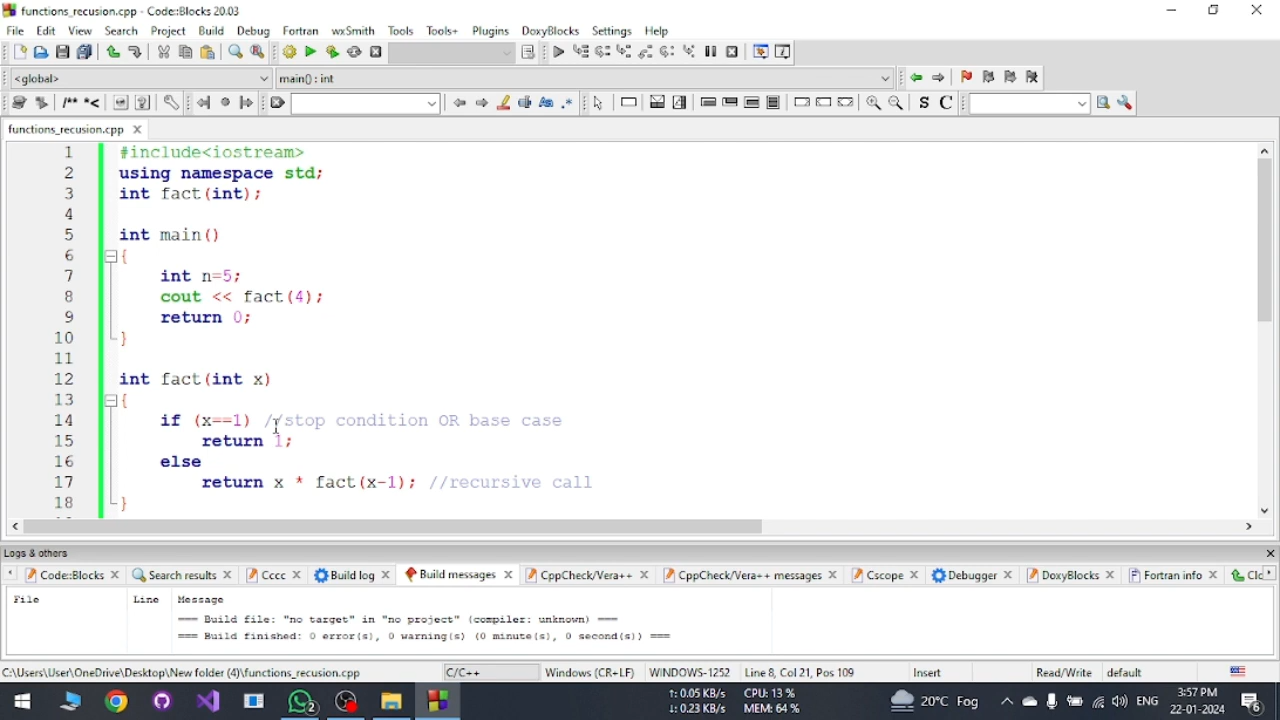 functions_recusion.cpp - Code::Blocks 20.03
File Edit View Search Project Build Debug Fortran wxSmith Tools Tools+ Plugins DoxyBlocks Settings Help
<global> main() : int
/** *< Aa .* S C
functions_recusion.cpp
1 #include<iostream>
2 using namespace std;
3 int fact(int);
4
5 int main()
6 {
7 int n=5;
8 cout << fact(4);
9 return 0;
10 }
11
12 int fact(int x)
13 {
14 if (x==1) //stop condition OR base case
15 return 1;
16 else
17 return x * fact(x-1); //recursive call
18 }
Logs & others
Code::Blocks Search results Cccc Build log Build messages CppCheck/Vera++ CppCheck/Vera++ messages Cscope Debugger DoxyBlocks Fortran info Clo
File Line Message
=== Build file: "no target" in "no project" (compiler: unknown) ===
=== Build finished: 0 error(s), 0 warning(s) (0 minute(s), 0 second(s)) ===
C:\Users\User\OneDrive\Desktop\New folder (4)\functions_recusion.cpp C/C++ Windows (CR+LF) WINDOWS-1252 Line 8, Col 21, Pos 109 Insert Read/Write default
2 ↑: 0.05 KB/s CPU: 13 % 20°C Fog ENG 3:57 PM
↓: 0.23 KB/s MEM: 64 % 22-01-2024 6